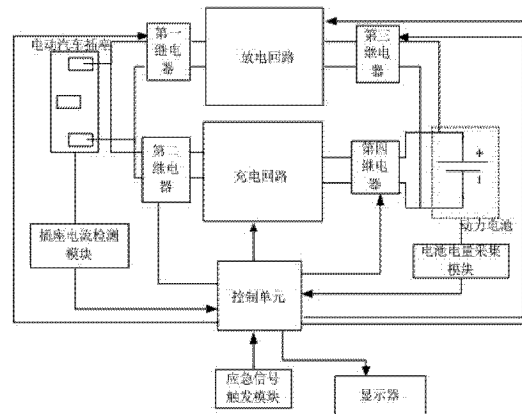 电动汽车插座
第一
继电
器
放电回路
第三
继电
器
第二
继电
器
充电回路
第四
继电
器
+
动力电池
插座电流检测
模块
电池电量采集
模块
控制单元
应急信号
触发模块
显示器